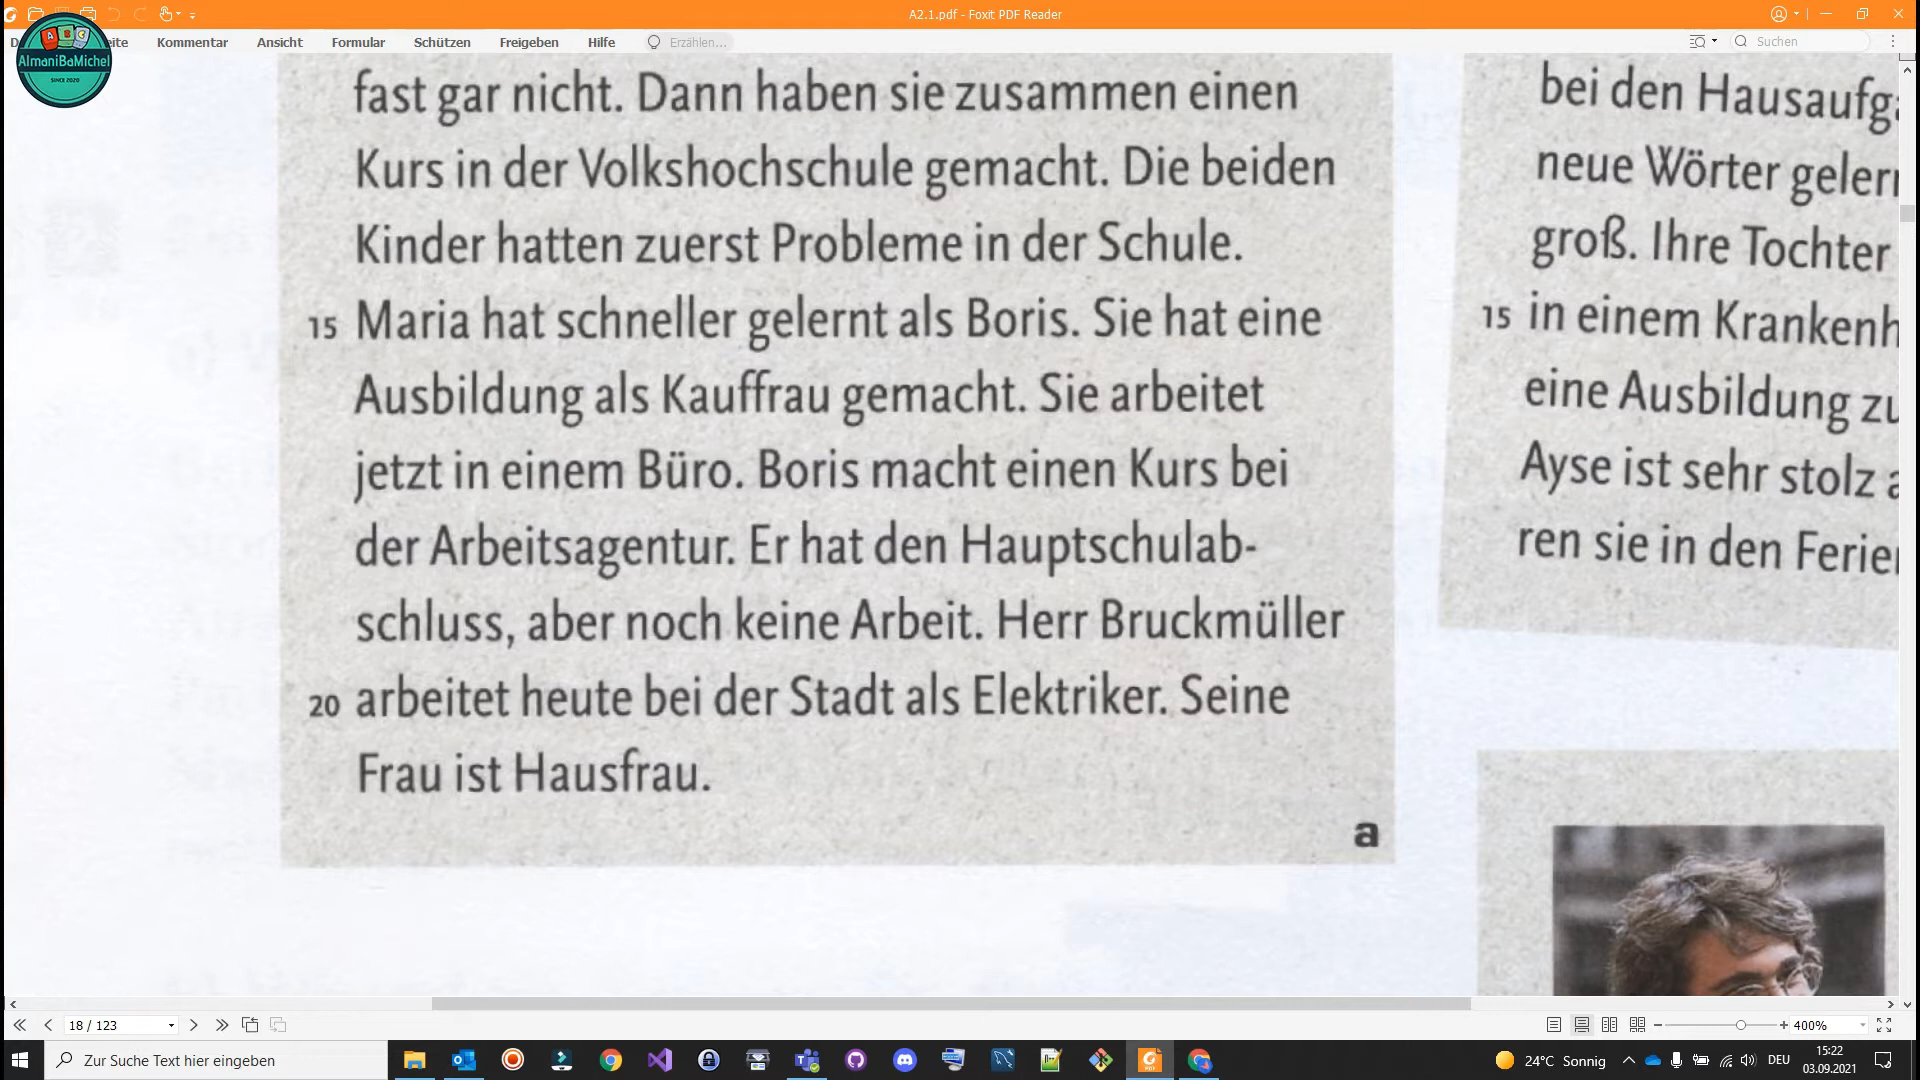 A2.1.pdf - Foxit PDF Reader
Kommentar
Ansicht
Formular
Schützen
Freigeben
Hilfe
Erzählen...
Suchen
ABC
AlmaniBaMichel
SINCE 2020
fast gar nicht. Dann haben sie zusammen einen
Kurs in der Volkshochschule gemacht. Die beiden
Kinder hatten zuerst Probleme in der Schule.
15 Maria hat schneller gelernt als Boris. Sie hat eine
Ausbildung als Kauffrau gemacht. Sie arbeitet
jetzt in einem Büro. Boris macht einen Kurs bei
der Arbeitsagentur. Er hat den Hauptschulab-
schluss, aber noch keine Arbeit. Herr Bruckmüller
20 arbeitet heute bei der Stadt als Elektriker. Seine
Frau ist Hausfrau.
a
bei den Hausaufga
neue Wörter gelern
groß. Ihre Tochter
15 in einem Krankenh
eine Ausbildung zu
Ayse ist sehr stolz a
ren sie in den Ferien
18 / 123
400%
Zur Suche Text hier eingeben
24°C Sonnig
DEU
15:22
03.09.2021